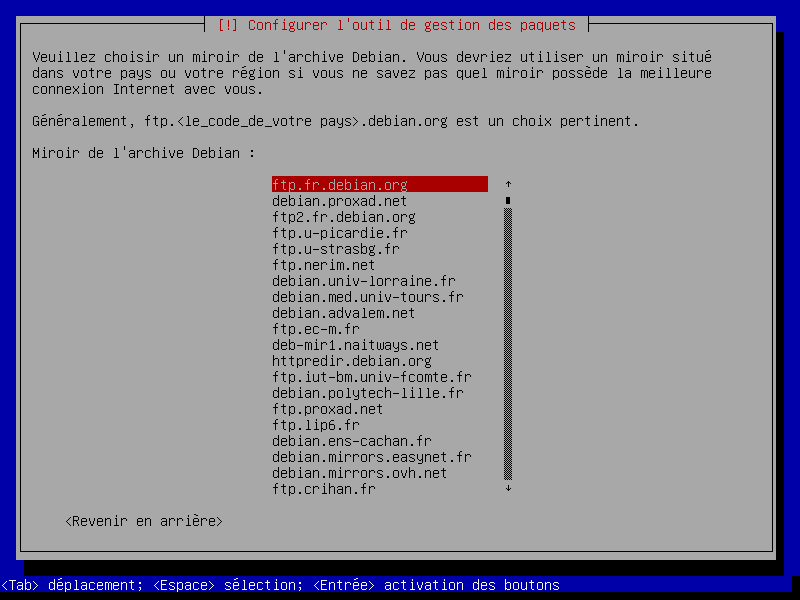 [!] Configurer l'outil de gestion des paquets
Veuillez choisir un miroir de l'archive Debian. Vous devriez utiliser un miroir situé
dans votre pays ou votre région si vous ne savez pas quel miroir possède la meilleure
connexion Internet avec vous.
Généralement, ftp.<le_code_de_votre pays>.debian.org est un choix pertinent.
Miroir de l'archive Debian :
ftp.fr.debian.org
debian.proxad.net
ftp2.fr.debian.org
ftp.u-picardie.fr
ftp.u-strasbg.fr
ftp.nerim.net
debian.univ-lorraine.fr
debian.med.univ-tours.fr
debian.advalem.net
ftp.ec-m.fr
deb-mir1.naitways.net
httpredir.debian.org
ftp.iut-bm.univ-fcomte.fr
debian.polytech-lille.fr
ftp.proxad.net
ftp.lip6.fr
debian.ens-cachan.fr
debian.mirrors.easynet.fr
debian.mirrors.ovh.net
ftp.crihan.fr
<Revenir en arrière>
<Tab> déplacement; <Espace> sélection; <Entrée> activation des boutons